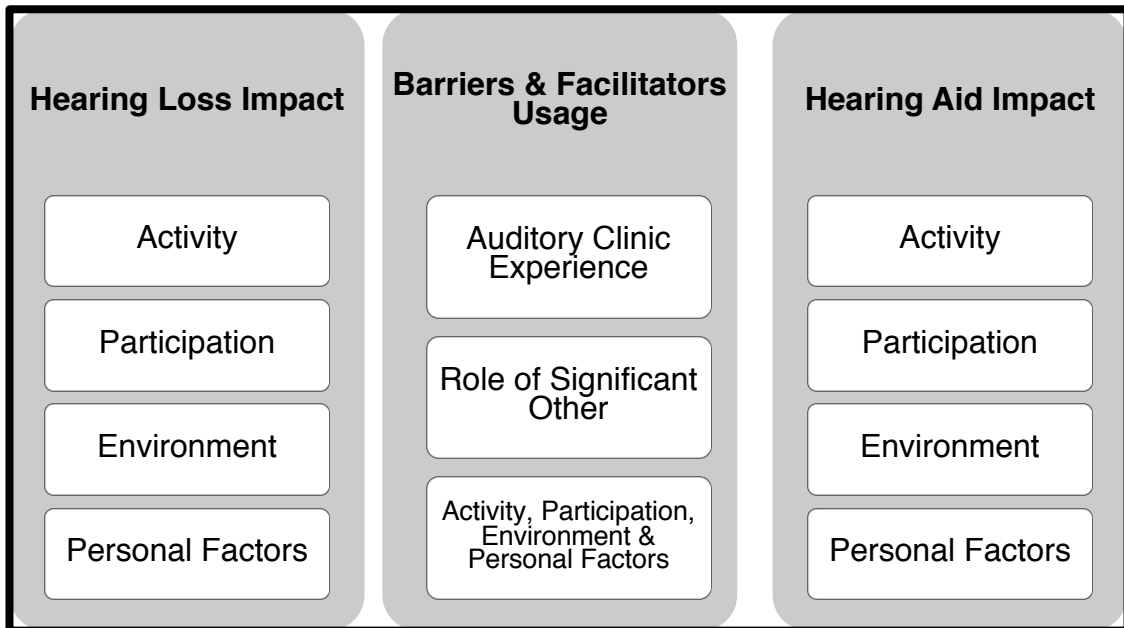 Hearing Loss Impact
Activity
Participation
Environment
Personal Factors
Barriers & Facilitators
Usage
Auditory Clinic
Experience
Role of Significant
Other
Activity, Participation,
Environment &
Personal Factors
Hearing Aid Impact
Activity
Participation
Environment
Personal Factors